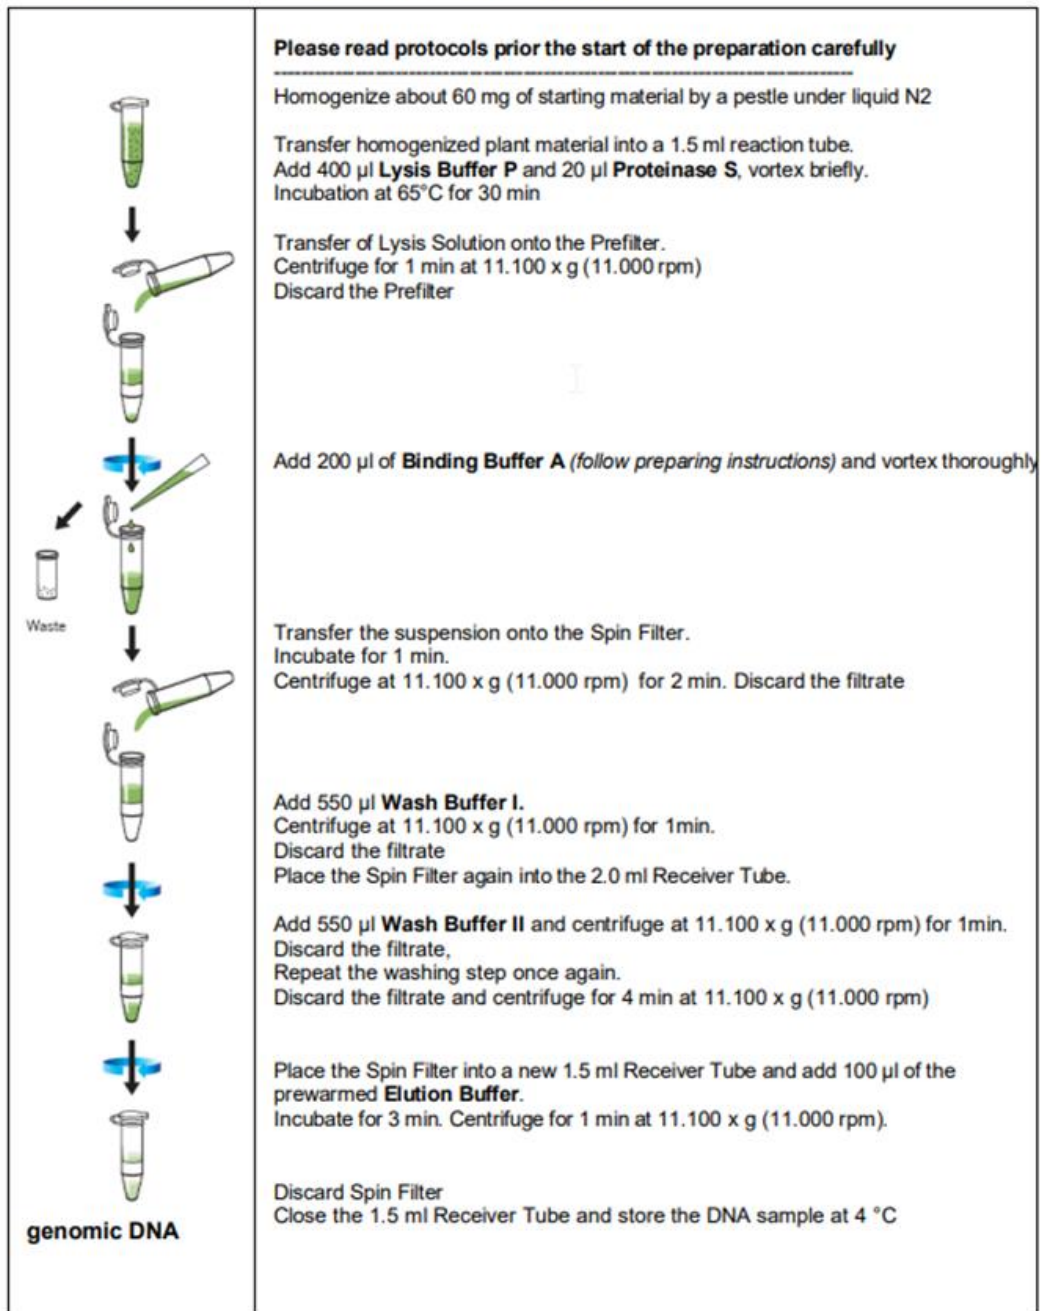 Please read protocols prior the start of the preparation carefully
Homogenize about 60 mg of starting material by a pestle under liquid N2
Transfer homogenized plant material into a 1.5 ml reaction tube.
Add 400 µl Lysis Buffer P and 20 µl Proteinase S, vortex briefly.
Incubation at 65°C for 30 min
Transfer of Lysis Solution onto the Prefilter.
Centrifuge for 1 min at 11.100 x g (11.000 rpm)
Discard the Prefilter
Add 200 µl of Binding Buffer A (follow preparing instructions) and vortex thoroughly
Waste
Transfer the suspension onto the Spin Filter.
Incubate for 1 min.
Centrifuge at 11.100 x g (11.000 rpm) for 2 min. Discard the filtrate
Add 550 µl Wash Buffer I.
Centrifuge at 11.100 x g (11.000 rpm) for 1min.
Discard the filtrate
Place the Spin Filter again into the 2.0 ml Receiver Tube.
Add 550 µl Wash Buffer II and centrifuge at 11.100 x g (11.000 rpm) for 1min.
Discard the filtrate,
Repeat the washing step once again.
Discard the filtrate and centrifuge for 4 min at 11.100 x g (11.000 rpm)
Place the Spin Filter into a new 1.5 ml Receiver Tube and add 100 µl of the
prewarmed Elution Buffer.
Incubate for 3 min. Centrifuge for 1 min at 11.100 x g (11.000 rpm).
Discard Spin Filter
Close the 1.5 ml Receiver Tube and store the DNA sample at 4 °C
genomic DNA